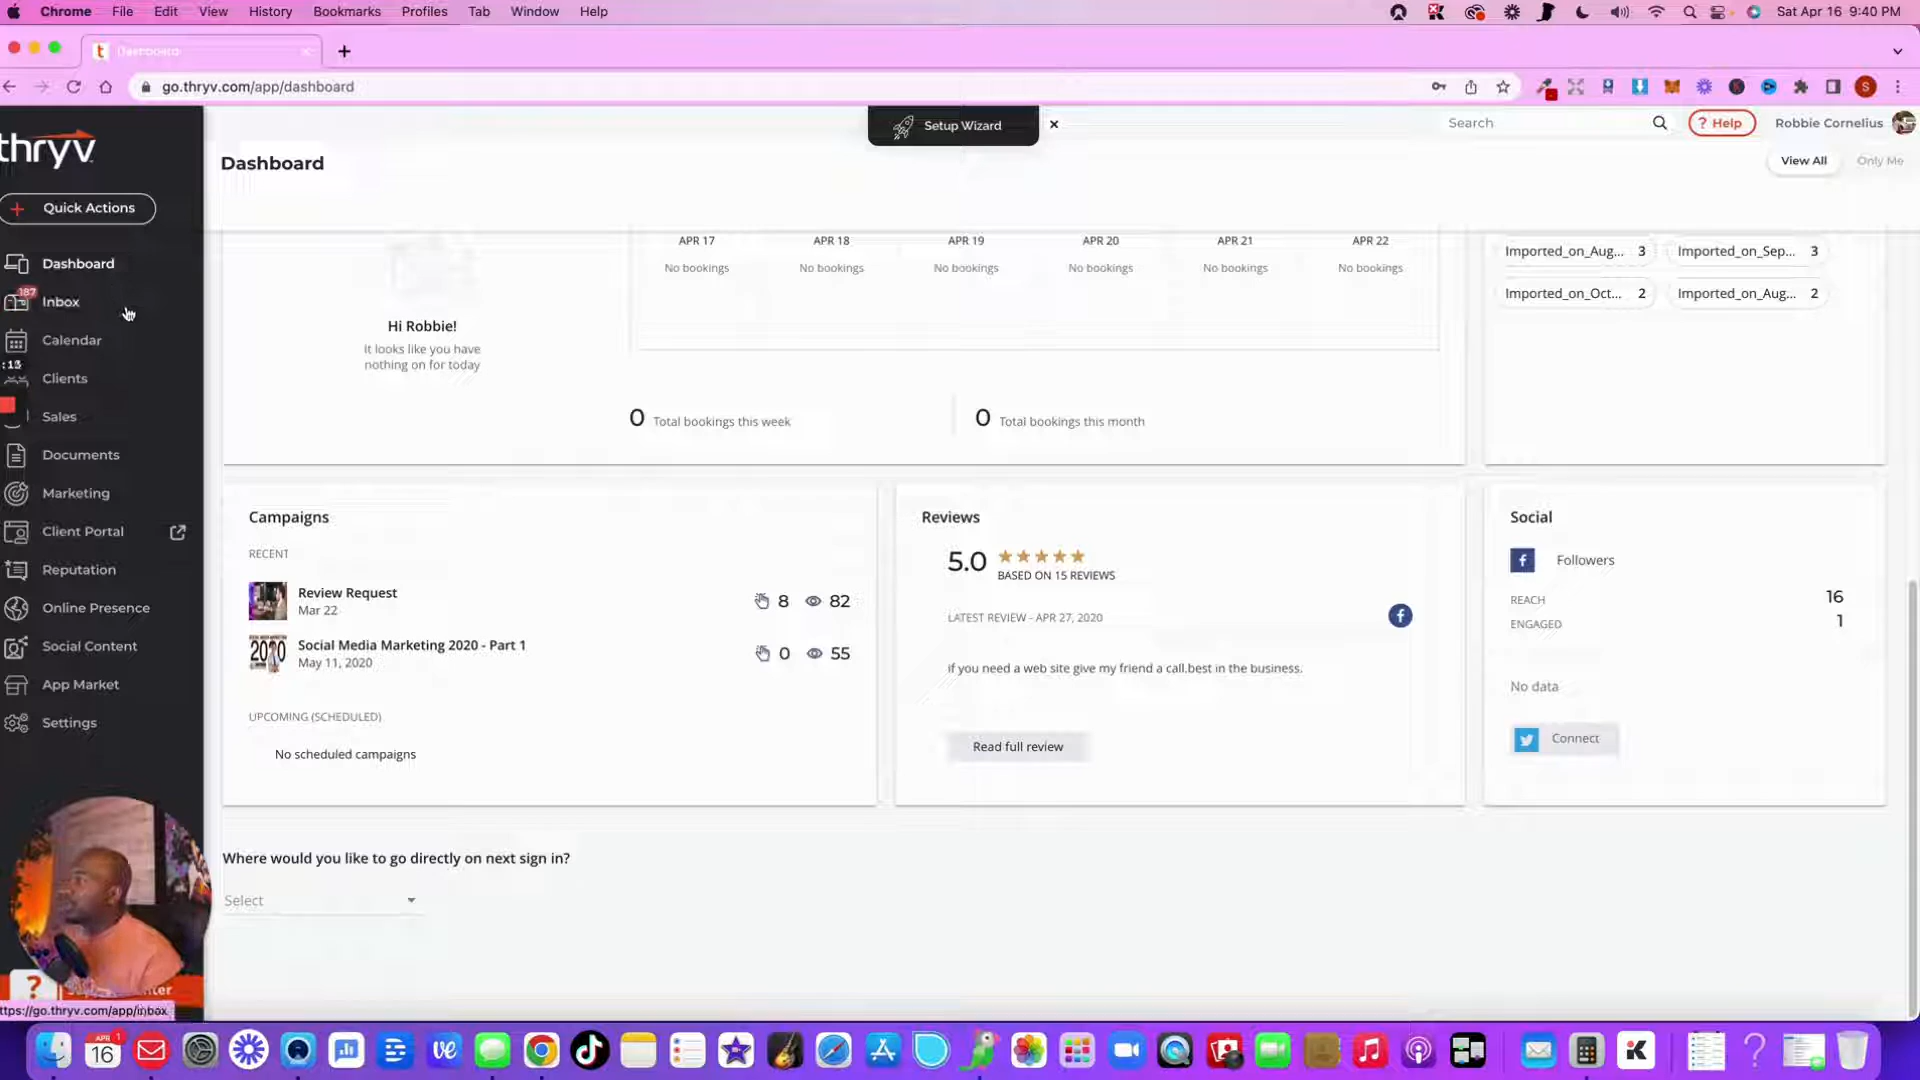 Chrome File Edit View History Bookmarks Profiles Tab Window Help Sat Apr 16 9:40 PM
Dashboard
go.thryv.com/app/dashboard
S
thryv
Setup Wizard
Search
? Help
Robbie Cornelius
Dashboard
View All
Only Me
Quick Actions
Dashboard
187
Inbox
Calendar
:13
Clients
Sales
Documents
Marketing
Client Portal
Reputation
Online Presence
Social Content
App Market
Settings
APR 17 APR 18 APR 19 APR 20 APR 21 APR 22
No bookings No bookings No bookings No bookings No bookings No bookings
Hi Robbie!
It looks like you have
nothing on for today
0 Total bookings this week
0 Total bookings this month
Imported_on_Aug... 3 Imported_on_Sep... 3
Imported_on_Oct... 2 Imported_on_Aug... 2
Campaigns
RECENT
Review Request 8 82
Mar 22
2020
Social Media Marketing 2020 - Part 1 0 55
May 11, 2020
UPCOMING (SCHEDULED)
No scheduled campaigns
Reviews
5.0
BASED ON 15 REVIEWS
LATEST REVIEW - APR 27, 2020
if you need a web site give my friend a call.best in the business.
Read full review
Social
Followers
REACH 16
ENGAGED 1
No data
Connect
Where would you like to go directly on next sign in?
Select
?
ttps://go.thryv.com/app/inbox
APR
16
1